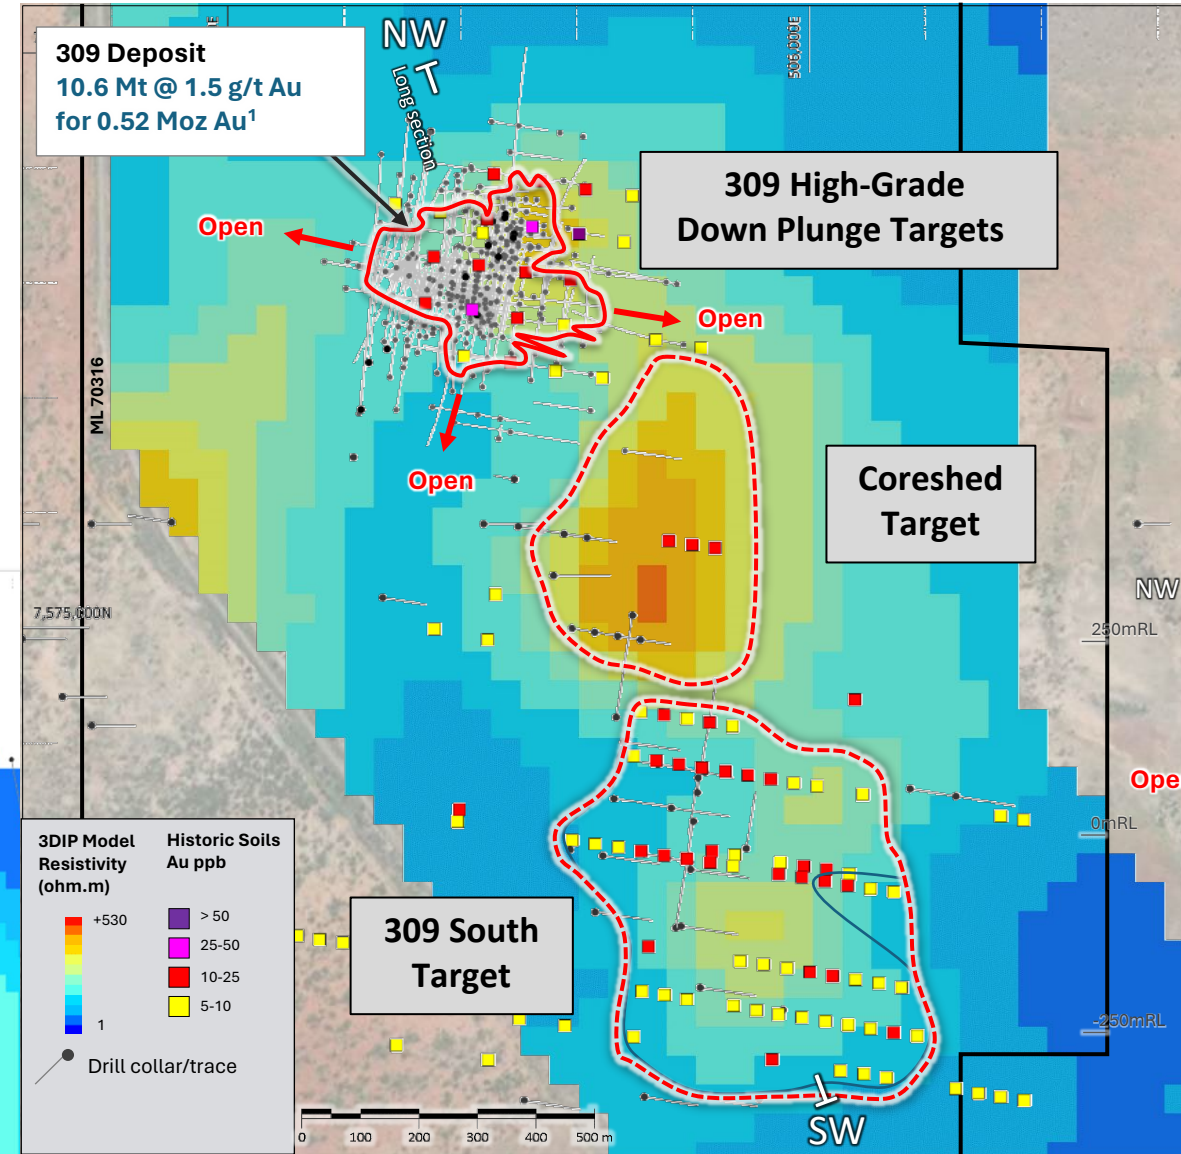 NW
Long section
506,000E
E
309 Deposit
10.6 Mt @ 1.5 g/t Au
for 0.52 Moz Au1
309 High-Grade
Down Plunge Targets
Open
Open
Open
ML 70316
Coreshed
Target
NW
7,575,000N
250mRL
Ope
0mRL
3DIP Model
Resistivity
(ohm.m)
+530
1
Historic Soils
Au ppb
> 50
25-50
10-25
5-10
Drill collar/trace
309 South
Target
-250mRL
0 100 200 300 400 500 m
SW